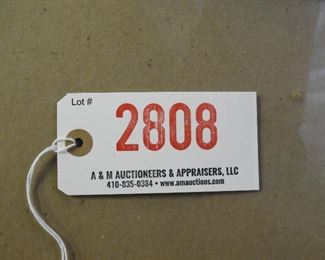 Lot #
2808
A & M AUCTIONEERS & APPRAISERS, LLC
410-835-0384 • www.amauctions.com